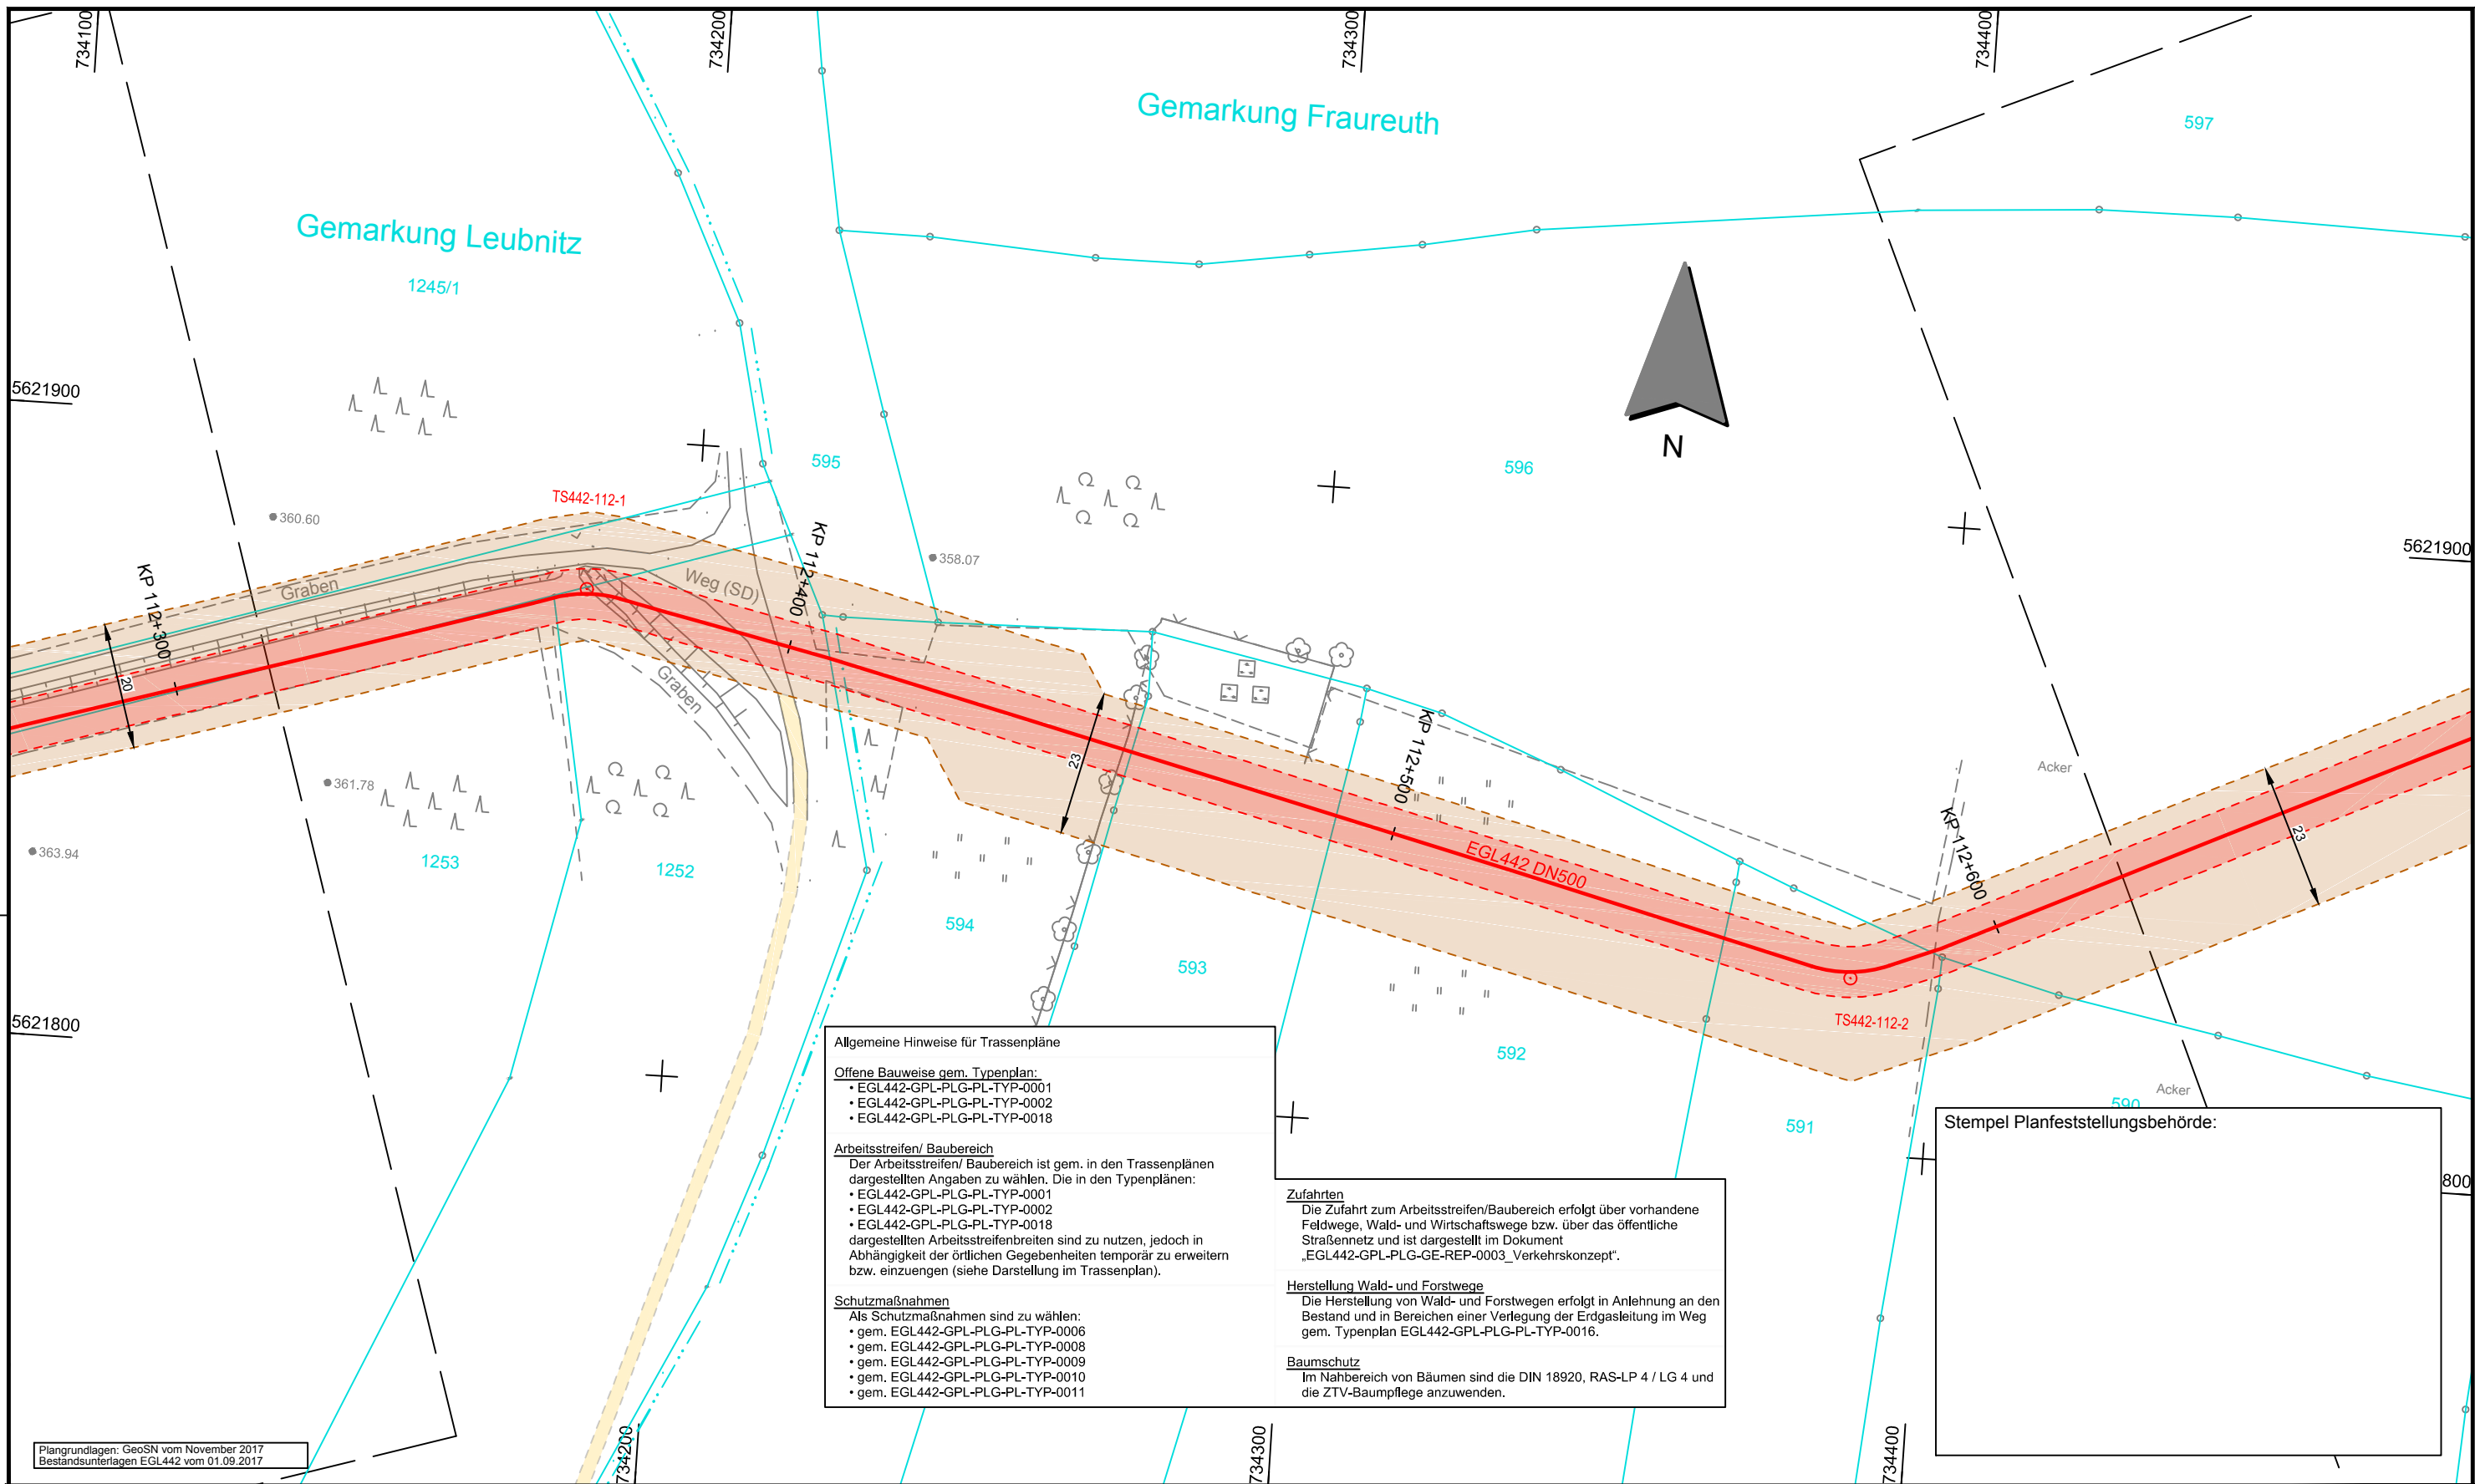 734100
734200
734300
734400
Gemarkung Fraureuth
597
Gemarkung Leubnitz
1245/1
5621900
595
596
N
TS442-112-1
360.60
358.07
5621900
KP 112+300
Graben
Weg (SD)
KP 112+400
20
Graben
23
KP 112+500
Acker
361.78
363.94
1253
1252
594
EGL442 DN500
KP 112+600
23
593
592
TS442-112-2
5621800
Acker
590
591
Allgemeine Hinweise für Trassenpläne
Offene Bauweise gem. Typenplan:
• EGL442-GPL-PLG-PL-TYP-0001
• EGL442-GPL-PLG-PL-TYP-0002
• EGL442-GPL-PLG-PL-TYP-0018
Arbeitsstreifen/ Baubereich
Der Arbeitsstreifen/ Baubereich ist gem. in den Trassenplänen
dargestellten Angaben zu wählen. Die in den Typenplänen:
• EGL442-GPL-PLG-PL-TYP-0001
• EGL442-GPL-PLG-PL-TYP-0002
• EGL442-GPL-PLG-PL-TYP-0018
dargestellten Arbeitsstreifenbreiten sind zu nutzen, jedoch in
Abhängigkeit der örtlichen Gegebenheiten temporär zu erweitern
bzw. einzuengen (siehe Darstellung im Trassenplan).
Schutzmaßnahmen
Als Schutzmaßnahmen sind zu wählen:
• gem. EGL442-GPL-PLG-PL-TYP-0006
• gem. EGL442-GPL-PLG-PL-TYP-0008
• gem. EGL442-GPL-PLG-PL-TYP-0009
• gem. EGL442-GPL-PLG-PL-TYP-0010
• gem. EGL442-GPL-PLG-PL-TYP-0011
Zufahrten
Die Zufahrt zum Arbeitsstreifen/Baubereich erfolgt über vorhandene
Feldwege, Wald- und Wirtschaftswege bzw. über das öffentliche
Straßennetz und ist dargestellt im Dokument
„EGL442-GPL-PLG-GE-REP-0003_Verkehrskonzept".
Herstellung Wald- und Forstwege
Die Herstellung von Wald- und Forstwegen erfolgt in Anlehnung an den
Bestand und in Bereichen einer Verlegung der Erdgasleitung im Weg
gem. Typenplan EGL442-GPL-PLG-PL-TYP-0016.
Baumschutz
Im Nahbereich von Bäumen sind die DIN 18920, RAS-LP 4 / LG 4 und
die ZTV-Baumpflege anzuwenden.
Stempel Planfeststellungsbehörde:
800
Plangrundlagen: GeoSN vom November 2017
Bestandsunterlagen EGL442 vom 01.09.2017
734200
734300
734400